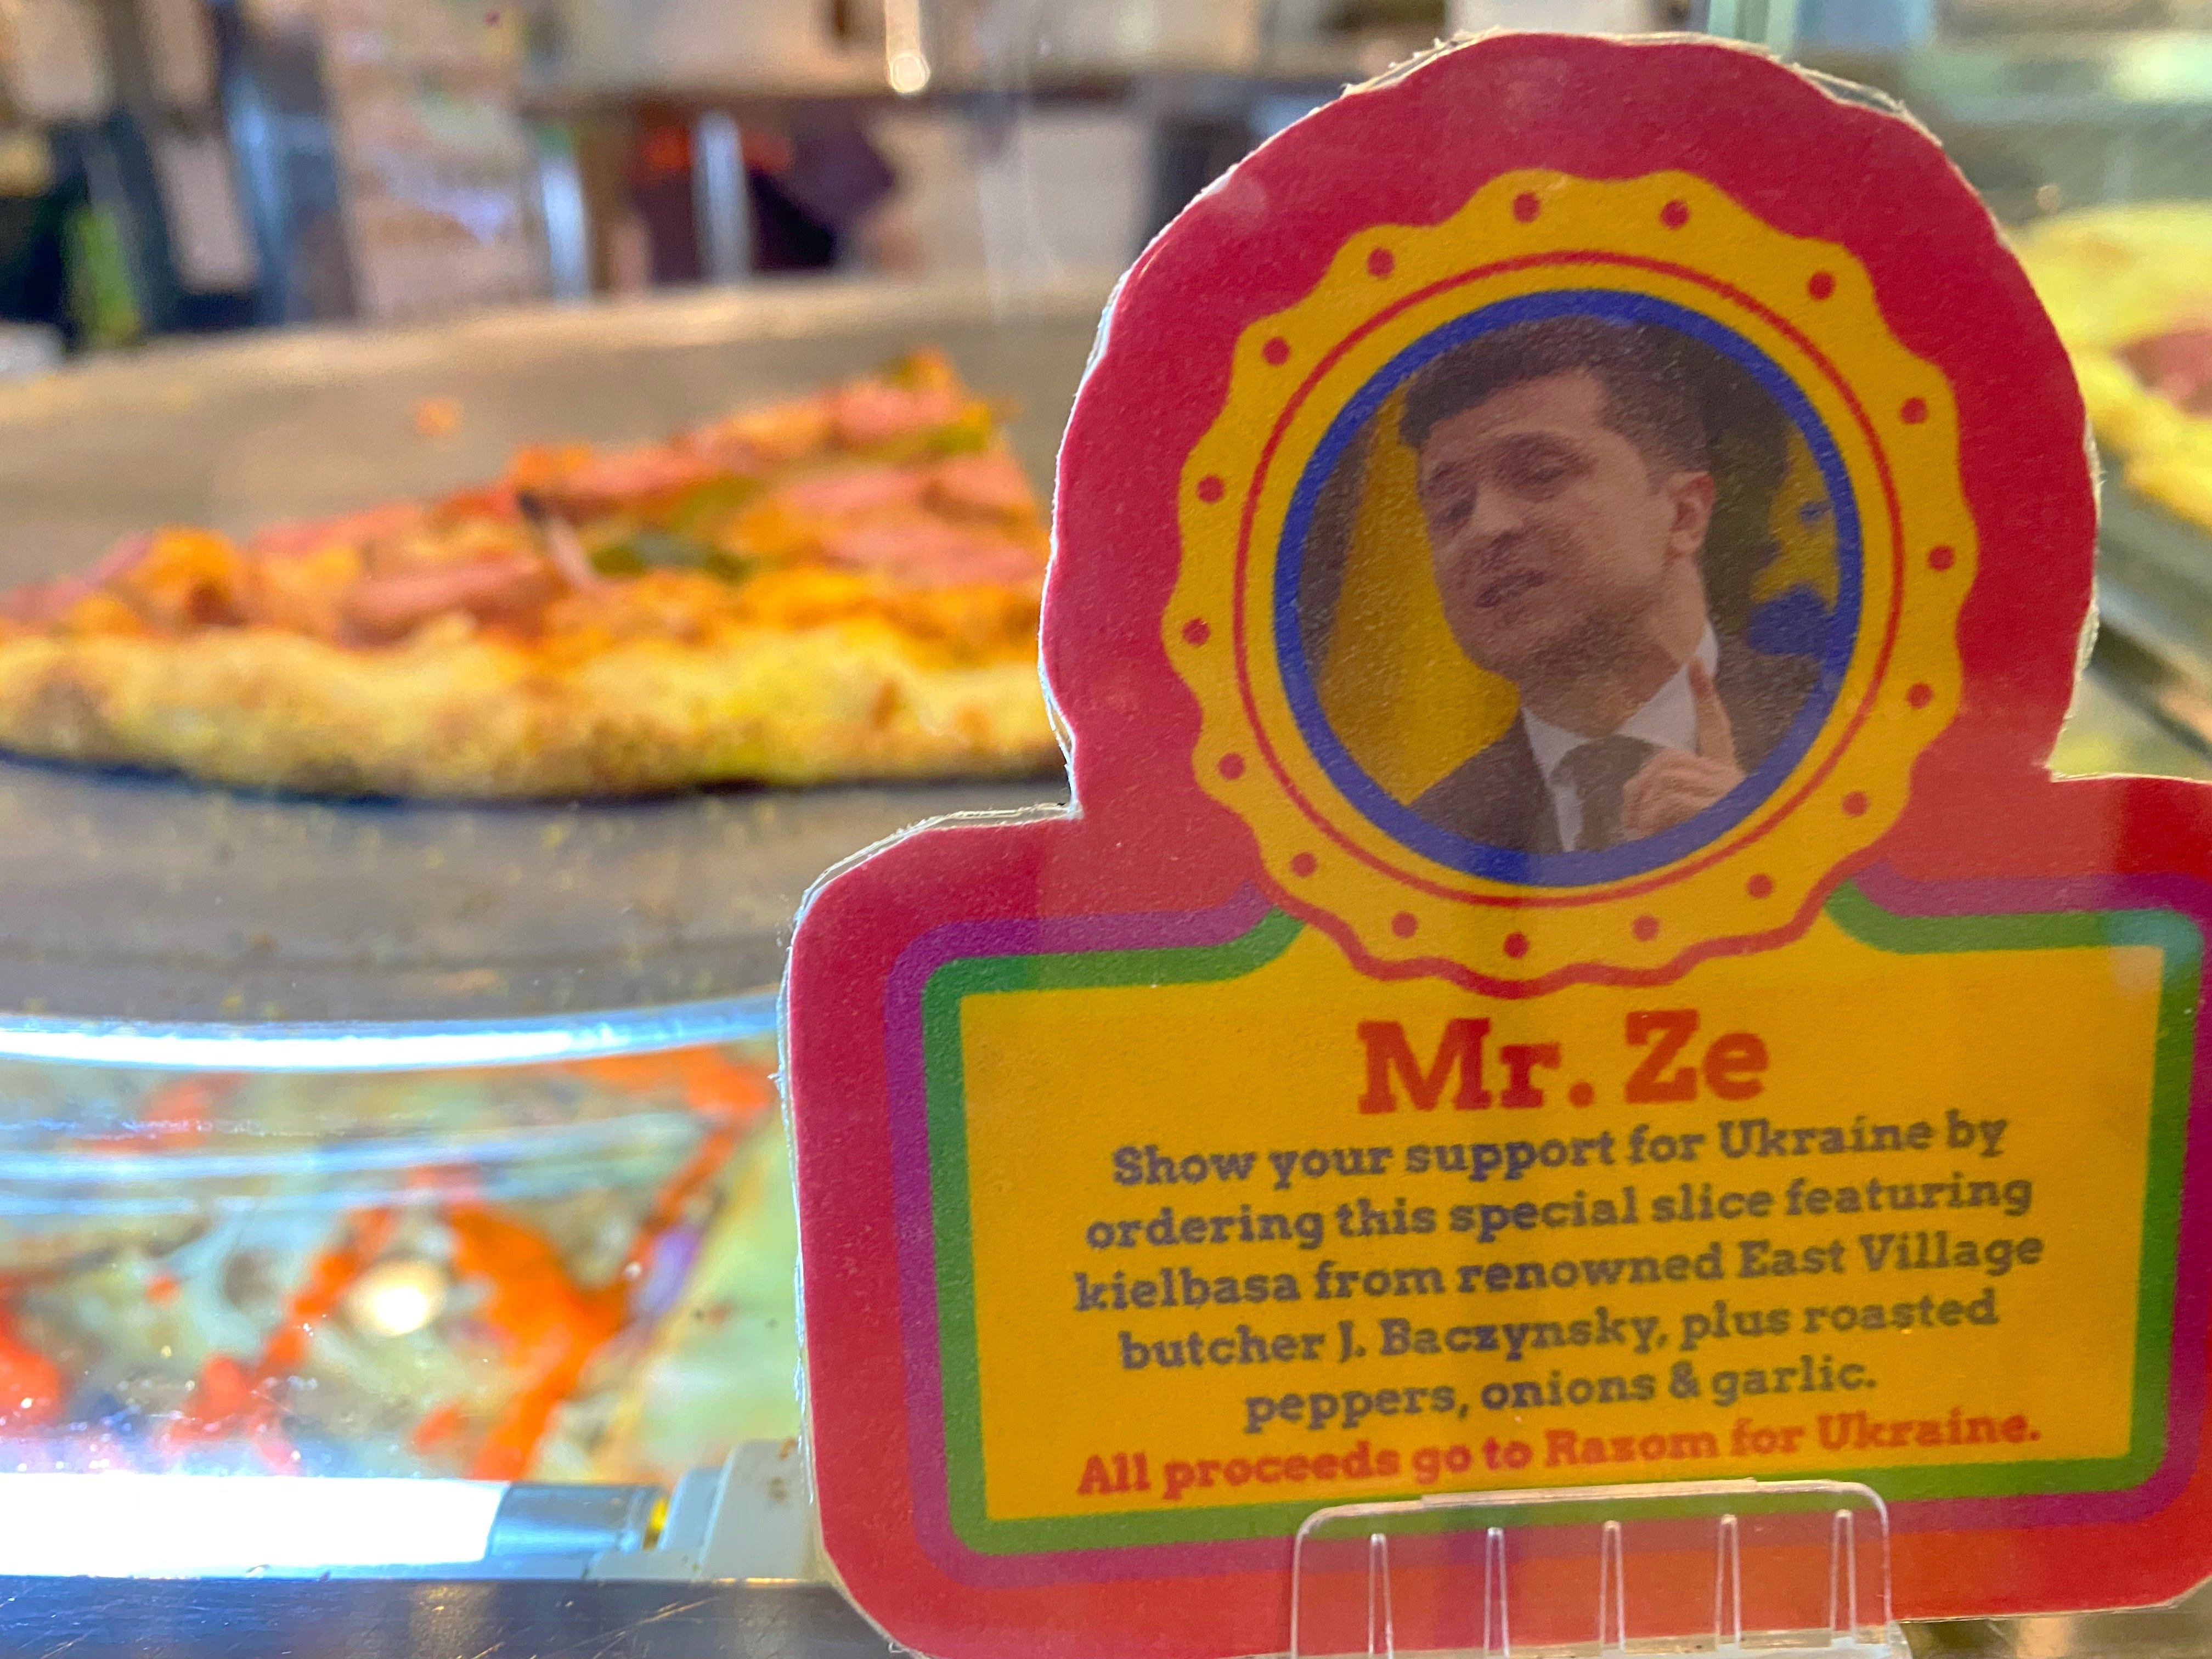 Mr. Ze
Show your support for Ukraine by
ordering this special slice featuring
kielbasa from renowned East Village
butcher J. Baczynsky, plus roasted
peppers, onions & garlic.
All proceeds go to Razom for Ukraine.